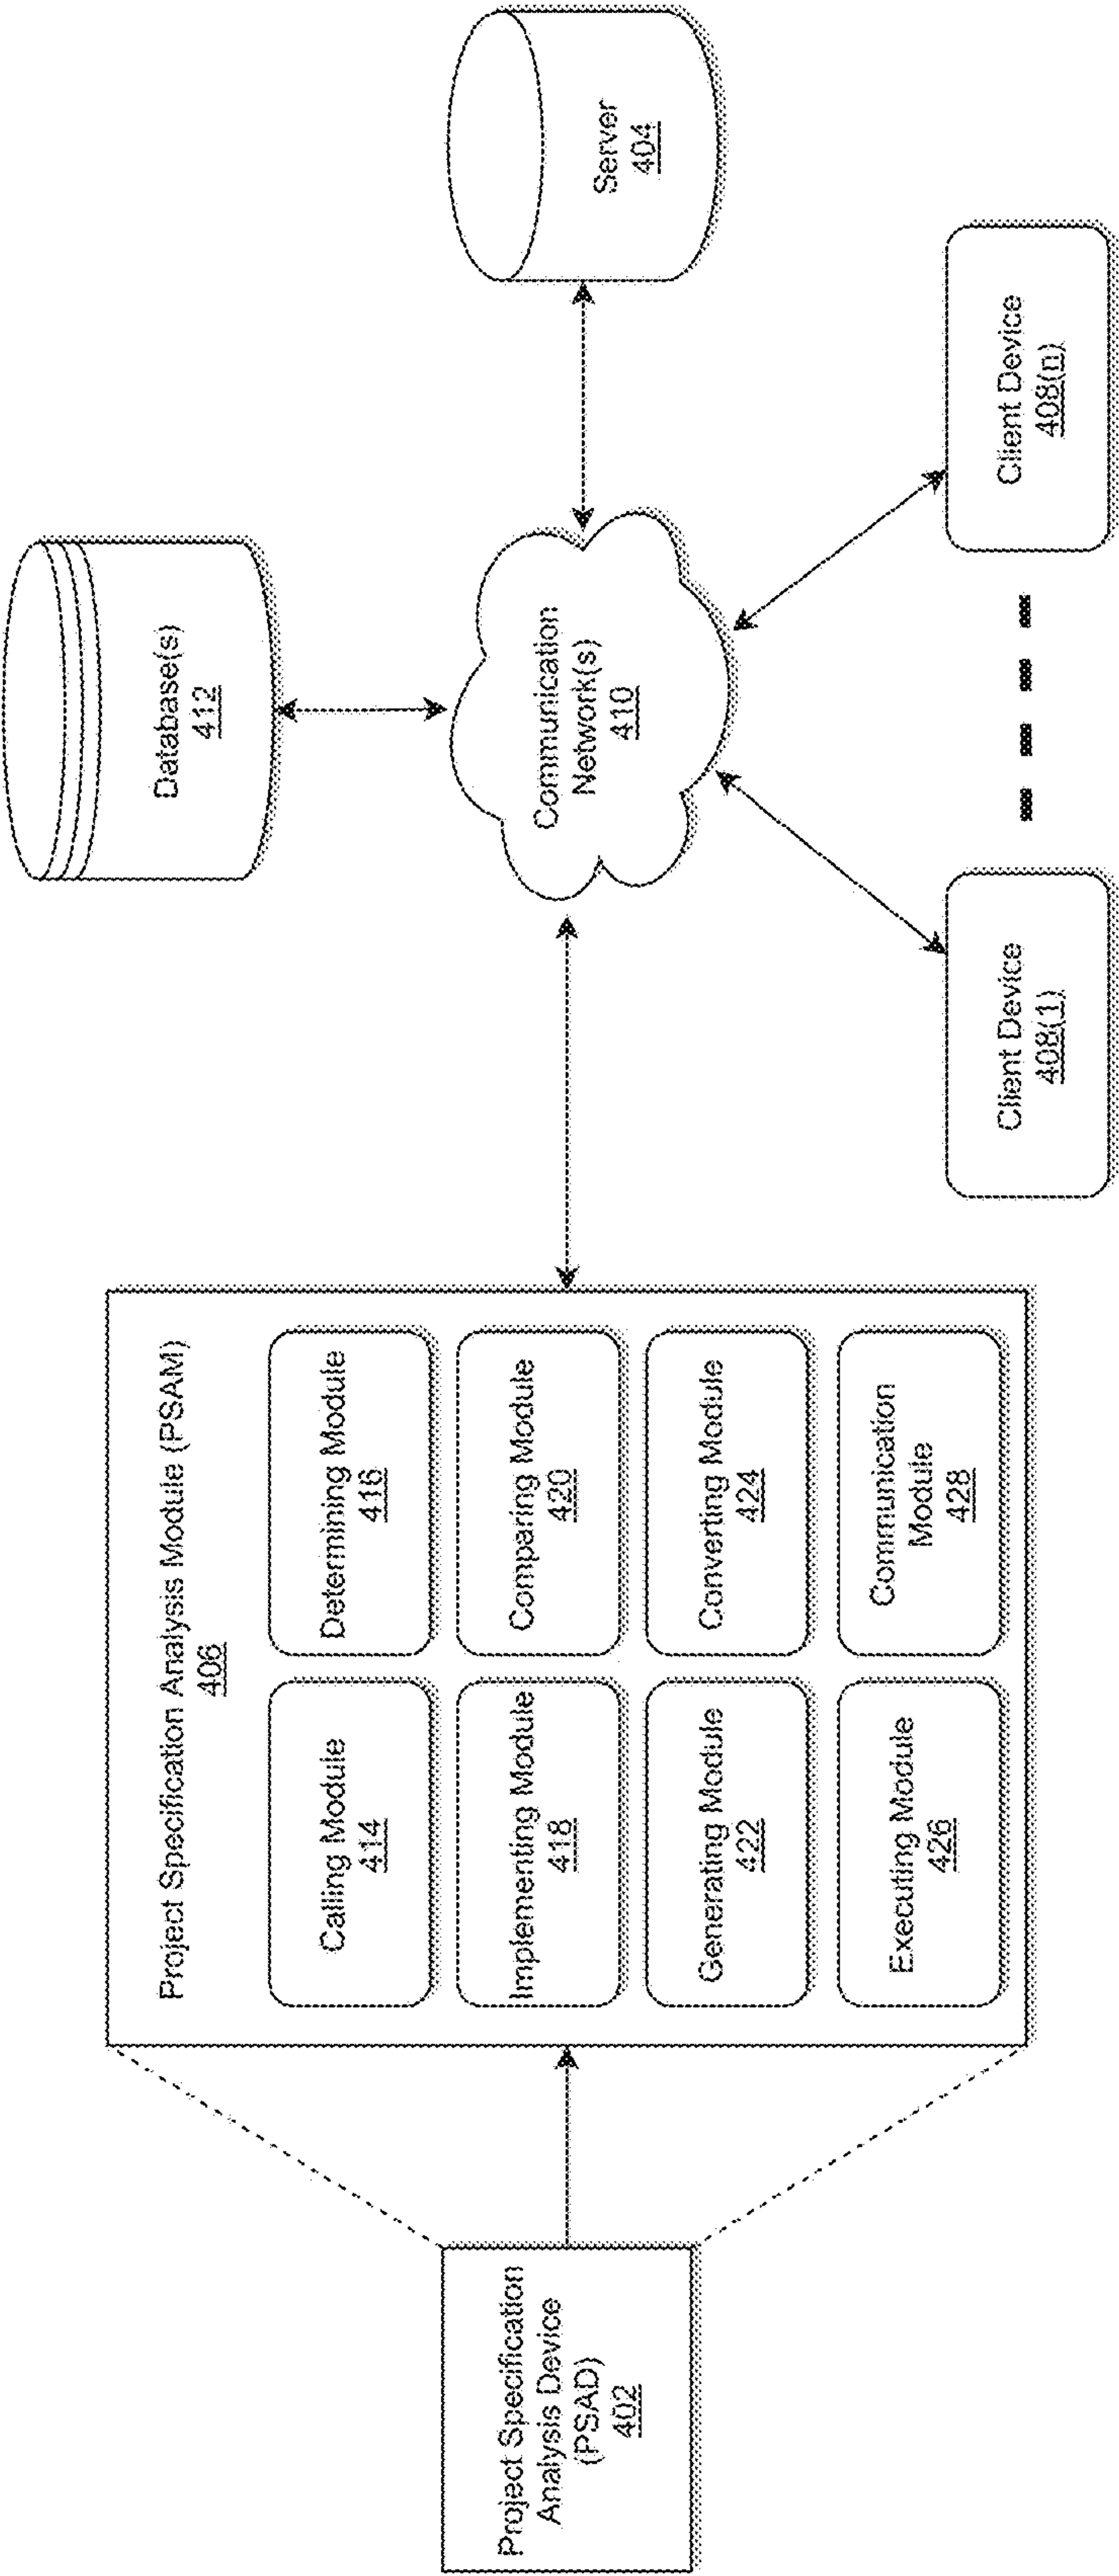 Project Specification
Analysis Device
(PSAD)
402
Project Specification Analysis Module (PSAM)
406
Calling Module
414
Determining Module
416
Implementing Module
418
Comparing Module
420
Generating Module
422
Converting Module
424
Executing Module
426
Communication
Module
428
Database(s)
412
Communication
Network(s)
410
Server
404
Client Device
408(1)
Client Device
408(n)